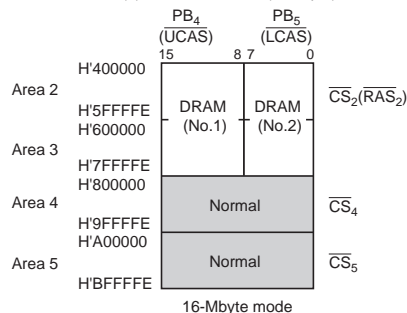 PB4 PB5
(UCAS) (LCAS)
15 8 7 0
H'400000
Area 2
DRAM (No.1)
DRAM (No.2)
CS2(RAS2)
H'5FFFFE
H'600000
Area 3
H'7FFFFE
H'800000
Area 4
Normal
CS4
H'9FFFFE
H'A00000
Area 5
Normal
CS5
H'BFFFFE
16-Mbyte mode